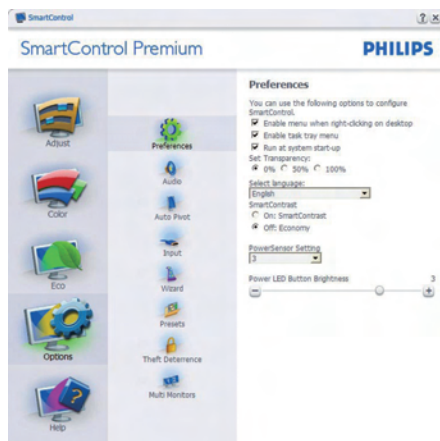 SmartControl
SmartControl Premium
PHILIPS
Adjust
Color
Eco
Options
Help
Preferences
Audio
Auto Pivot
Input
Wizard
Presets
Theft Deterrence
Multi Monitors
Preferences
You can use the following options to configure
SmartControl.
Enable menu when right-clicking on desktop
Enable task tray menu
Run at system start-up
Set Transparency:
0% 50% 100%
Select language:
English
SmartContrast
On: SmartContrast
Off: Economy
PowerSensor Setting
3
Power LED Button Brightness 3